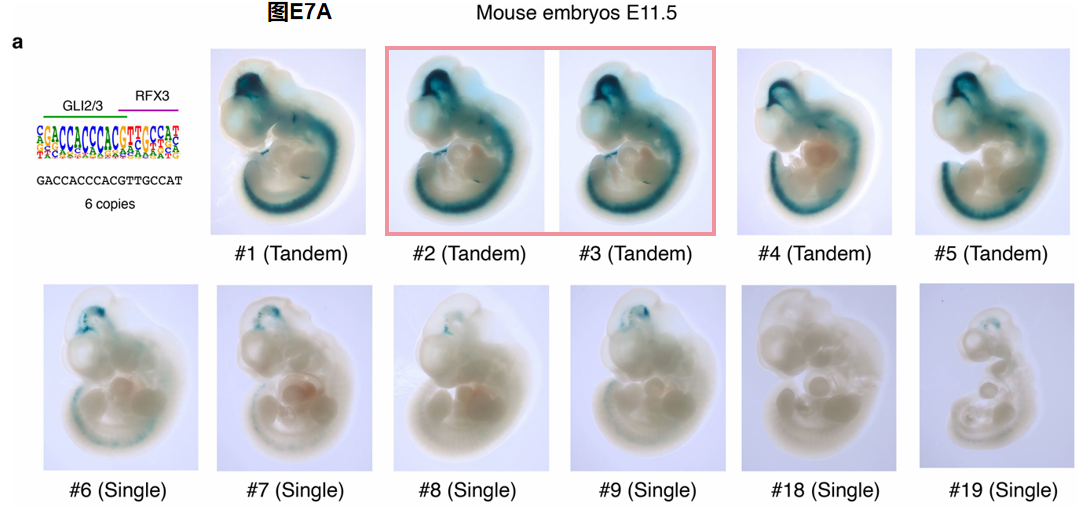 图E7A
Mouse embryos E11.5
a
GLI2/3
RFX3
GACCACCCACGTTGCCAT
6 copies
#1 (Tandem)
#2 (Tandem)
#3 (Tandem)
#4 (Tandem)
#5 (Tandem)
#6 (Single)
#7 (Single)
#8 (Single)
#9 (Single)
#18 (Single)
#19 (Single)